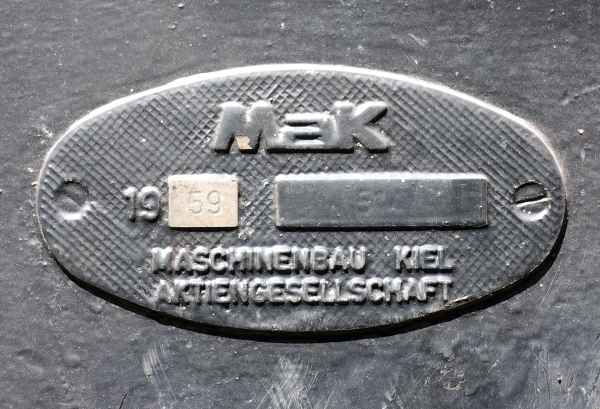 MaK
19 59
MASCHINENBAU KIEL
AKTIENGESELLSCHAFT